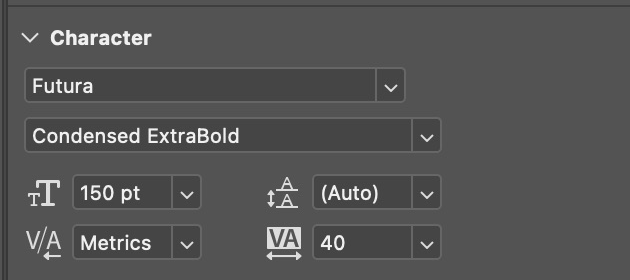 Character
Futura
Condensed ExtraBold
150 pt (Auto)
V/A Metrics VA 40